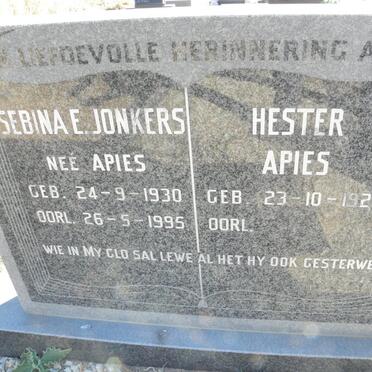 LIEFDEVOLLE HERINNERING A
SEBINA E. JONKERS
NEE APIES
GEB. 24-9-1930
OORL. 26-5-1995
HESTER
APIES
GEB 23-10-192
OORL.
WIE IN MY GLO SAL LEWE AL HET HY OOK GESTERWE